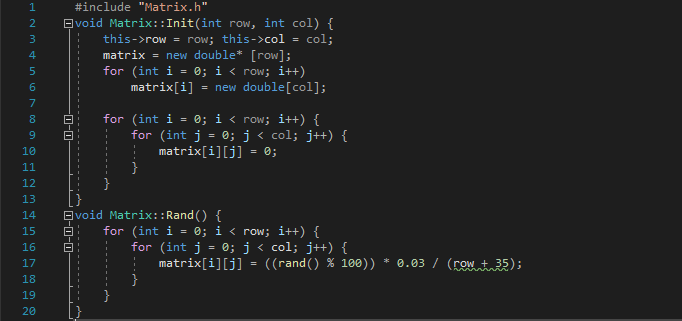 1 #include "Matrix.h"
2 void Matrix::Init(int row, int col) {
3 this->row = row; this->col = col;
4 matrix = new double* [row];
5 for (int i = 0; i < row; i++)
6 matrix[i] = new double[col];
7
8 for (int i = 0; i < row; i++) {
9 for (int j = 0; j < col; j++) {
10 matrix[i][j] = 0;
11 }
12 }
13 }
14 void Matrix::Rand() {
15 for (int i = 0; i < row; i++) {
16 for (int j = 0; j < col; j++) {
17 matrix[i][j] = ((rand() % 100)) * 0.03 / (row + 35);
18 }
19 }
20 }